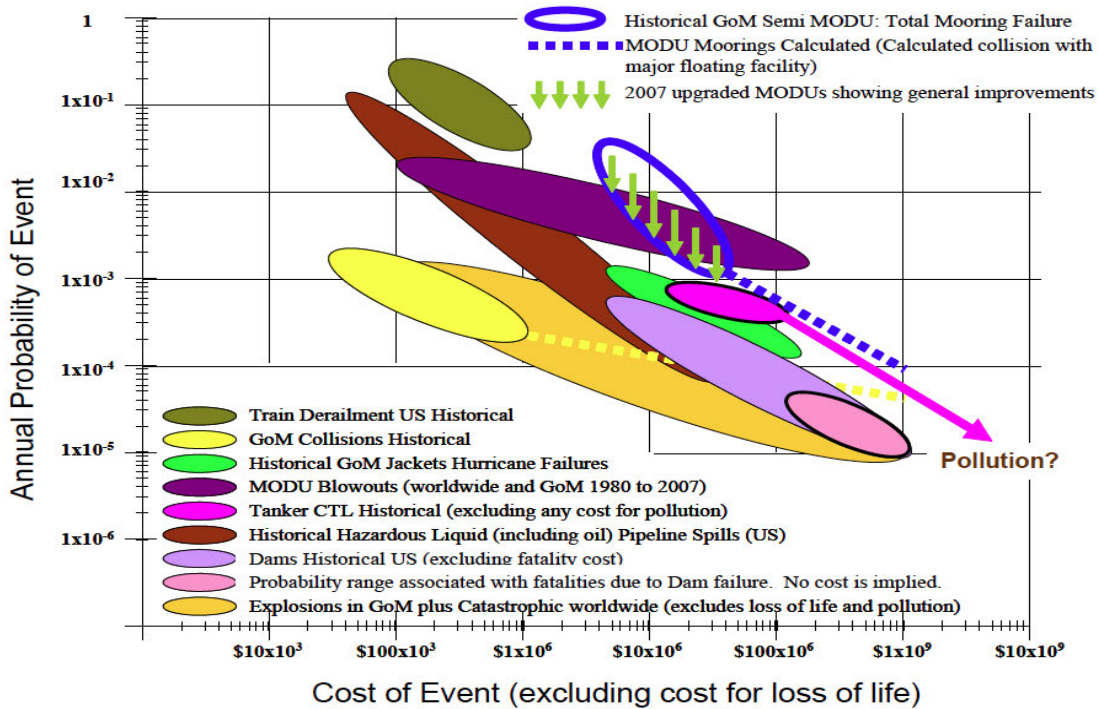 Historical GoM Semi MODU: Total Mooring Failure
MODU Moorings Calculated (Calculated collision with
major floating facility)
2007 upgraded MODUs showing general improvements
Annual Probability of Event
1
1x10⁻¹
1x10⁻²
1x10⁻³
1x10⁻⁴
1x10⁻⁵
1x10⁻⁶
Train Derailment US Historical
GoM Collisions Historical
Historical GoM Jackets Hurricane Failures
MODU Blowouts (worldwide and GoM 1980 to 2007)
Tanker CTL Historical (excluding any cost for pollution)
Historical Hazardous Liquid (including oil) Pipeline Spills (US)
Dams Historical US (excluding fatality cost)
Probability range associated with fatalities due to Dam failure. No cost is implied.
Explosions in GoM plus Catastrophic worldwide (excludes loss of life and pollution)
Pollution?
$10x10³
$100x10³
$1x10⁶
$10x10⁶
$100x10⁶
$1x10⁹
$10x10⁹
Cost of Event (excluding cost for loss of life)